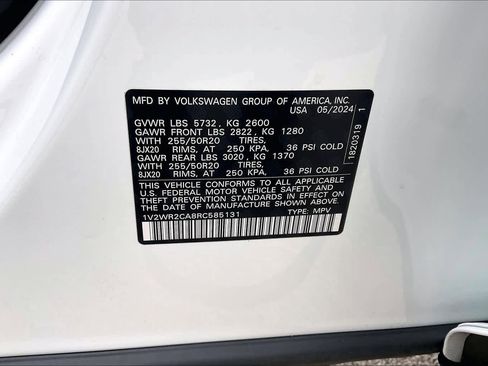 MFD BY VOLKSWAGEN GROUP OF AMERICA, INC.
USA 05/2024
GVWR LBS 5732, KG 2600
GAWR FRONT LBS 2822, KG 1280
WITH 255/50R20 TIRES,
8JX20 RIMS, AT 250 KPA, 36 PSI COLD
GAWR REAR LBS 3020, KG 1370
WITH 255/50R20 TIRES,
8JX20 RIMS, AT 250 KPA, 36 PSI COLD
THIS VEHICLE CONFORMS TO ALL APPLICABLE
U.S. FEDERAL MOTOR VEHICLE SAFETY AND
THEFT PREVENTION STANDARDS IN EFFECT ON
THE DATE OF MANUFACTURE SHOWN ABOVE
1V2WR2CA8RC585131 TYPE: MPV
1820319 1